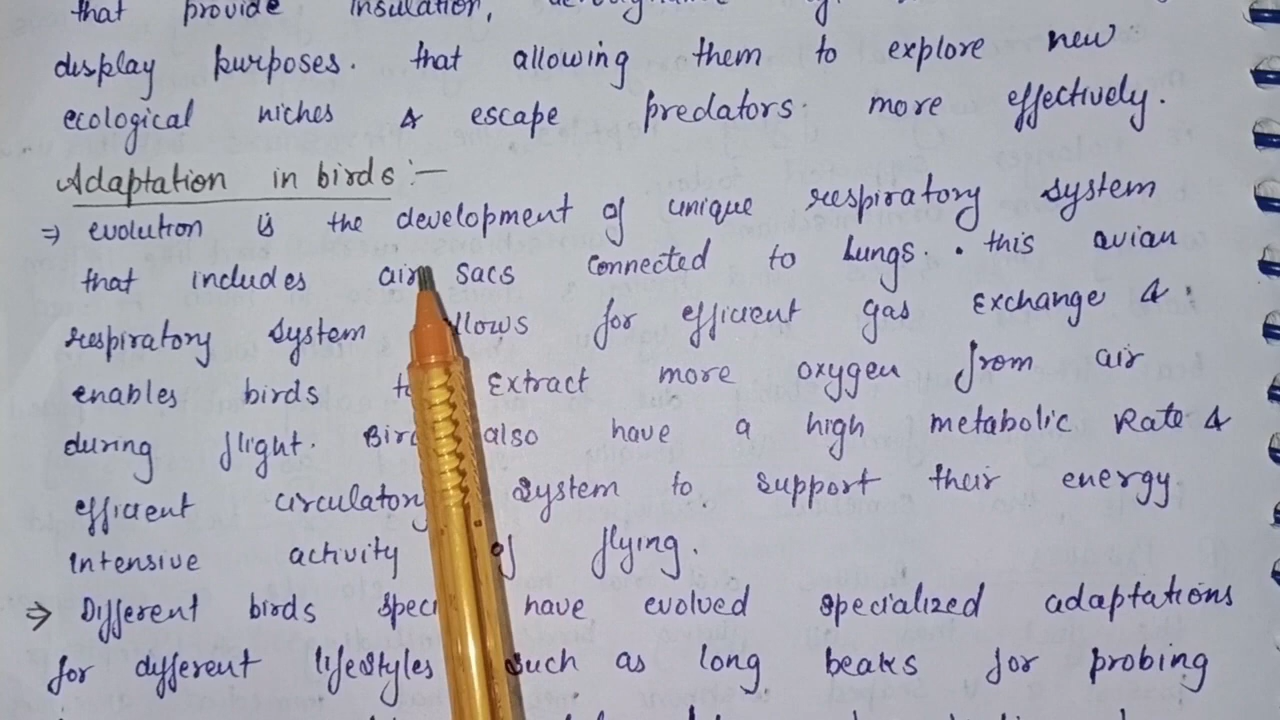 that provide insulation,
display purposes. that allowing them to explore new
ecological niches & escape predators. more effectively.
Adaptation in birds :-
⇒ evolution is the development of unique respiratory system
that includes air sacs connected to lungs. • this avian
respiratory system allows for efficient gas exchange &
enables birds to extract more oxygen from air
during flight. Birds also have a high metabolic Rate &
efficient circulatory system to support their energy
intensive activity of flying.
⇒ Different birds species have evolved specialized adaptations
for different lifestyles such as long beaks for probing